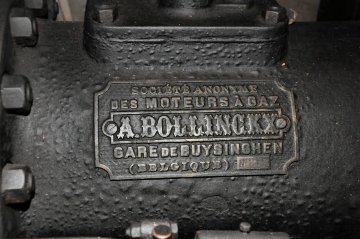 SOCIÉTÉ ANONYME
DES MOTEURS À GAZ
A.BOLLINCKX
GARE DE BUYSINGHEN
(BELGIQUE)